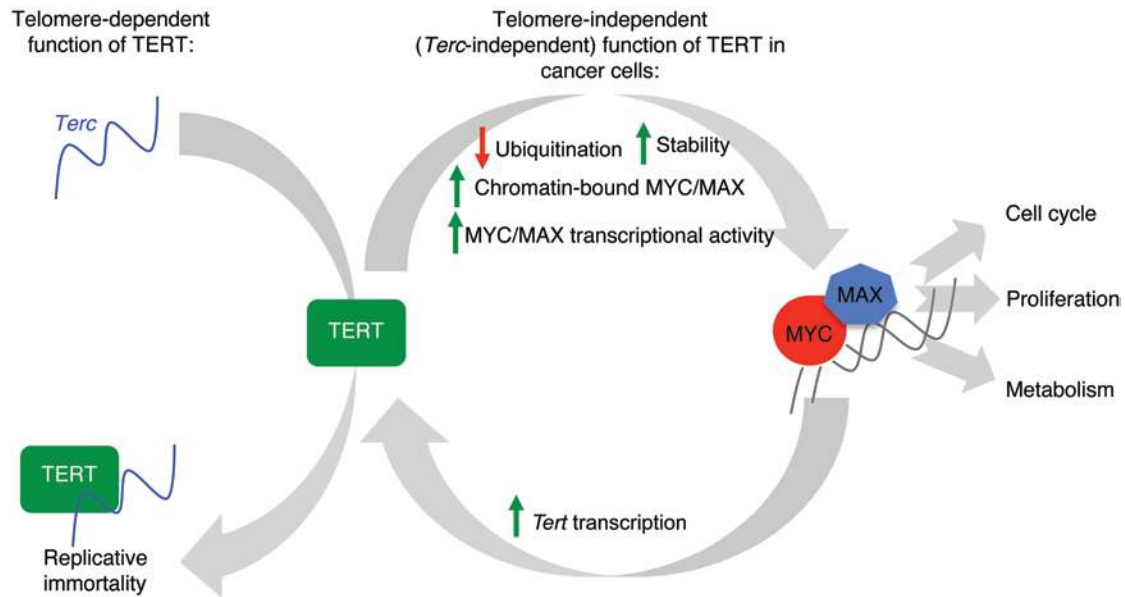 Telomere-dependent
function of TERT:
Terc
TERT
TERT
Replicative
immortality
Telomere-independent
(Terc-independent) function of TERT in
cancer cells:
Ubiquitination
Stability
Chromatin-bound MYC/MAX
MYC/MAX transcriptional activity
MAX
MYC
Cell cycle
Proliferation
Metabolism
Tert transcription